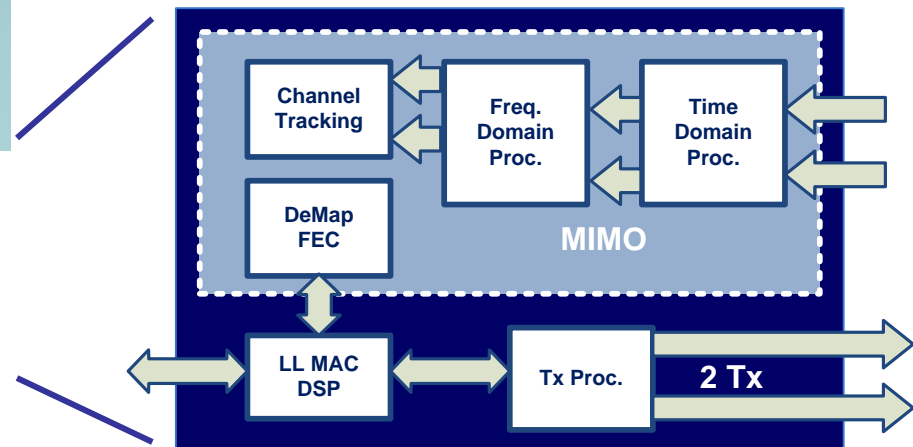 Channel
Tracking
Freq.
Domain
Proc.
Time
Domain
Proc.
DeMap
FEC
MIMO
LL MAC
DSP
Tx Proc.
2 Tx